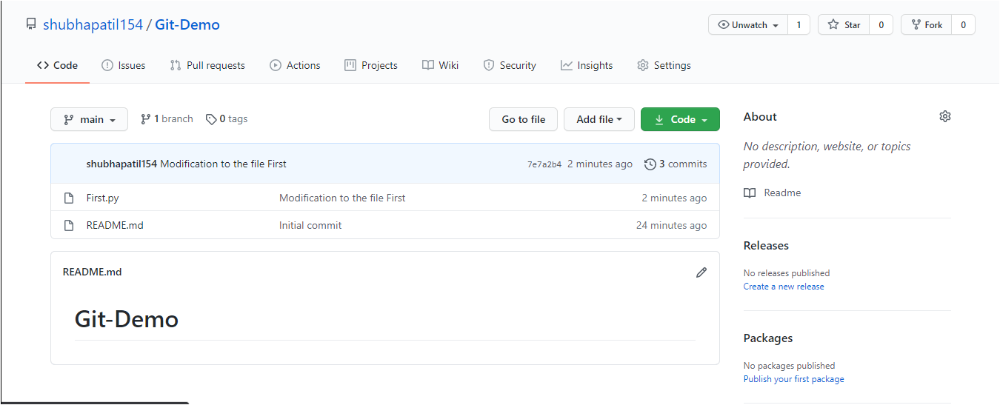 shubhapatil154 / Git-Demo
Unwatch 1 Star 0 Fork 0
Code Issues Pull requests Actions Projects Wiki Security Insights Settings
main 1 branch 0 tags Go to file Add file Code
shubhapatil154 Modification to the file First 7e7a2b4 2 minutes ago 3 commits
First.py Modification to the file First 2 minutes ago
README.md Initial commit 24 minutes ago
README.md
Git-Demo
About
No description, website, or topics
provided.
Readme
Releases
No releases published
Create a new release
Packages
No packages published
Publish your first package